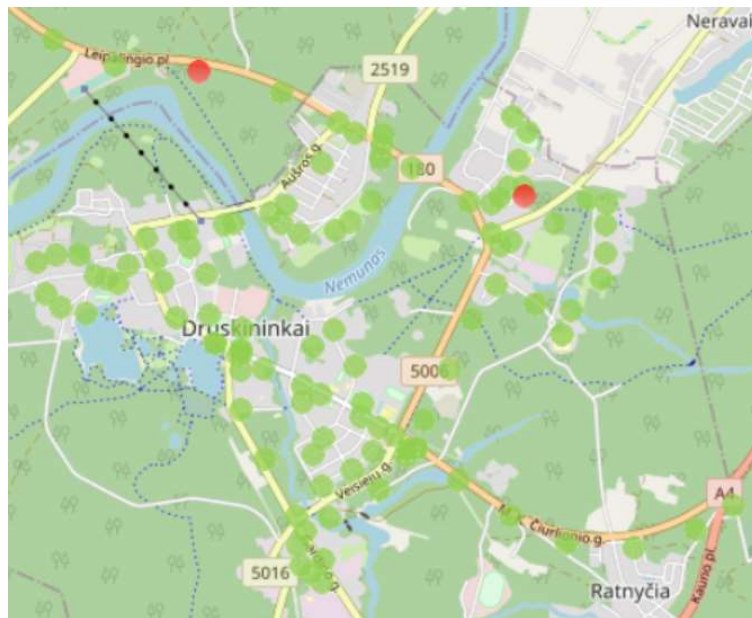 Neravai
Leipalingio pl.
2519
Aušros g.
180
Nemunas
Druskininkai
5006
Veisiejų g.
A4
M.K. Čiurlionio g.
5016
Kauno pl.
Ratnyčia